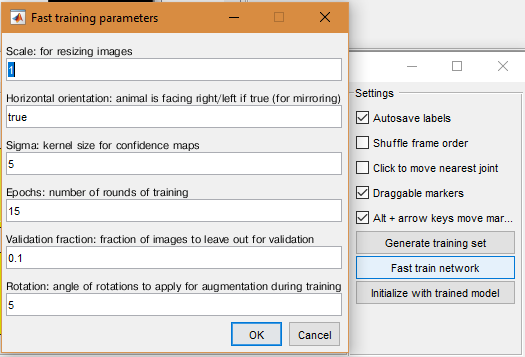 Fast training parameters
Scale: for resizing images
1
Horizontal orientation: animal is facing right/left if true (for mirroring)
true
Sigma: kernel size for confidence maps
5
Epochs: number of rounds of training
15
Validation fraction: fraction of images to leave out for validation
0.1
Rotation: angle of rotations to apply for augmentation during training
5
OK Cancel
Settings
Autosave labels
Shuffle frame order
Click to move nearest joint
Draggable markers
Alt + arrow keys move mar...
Generate training set
Fast train network
Initialize with trained model